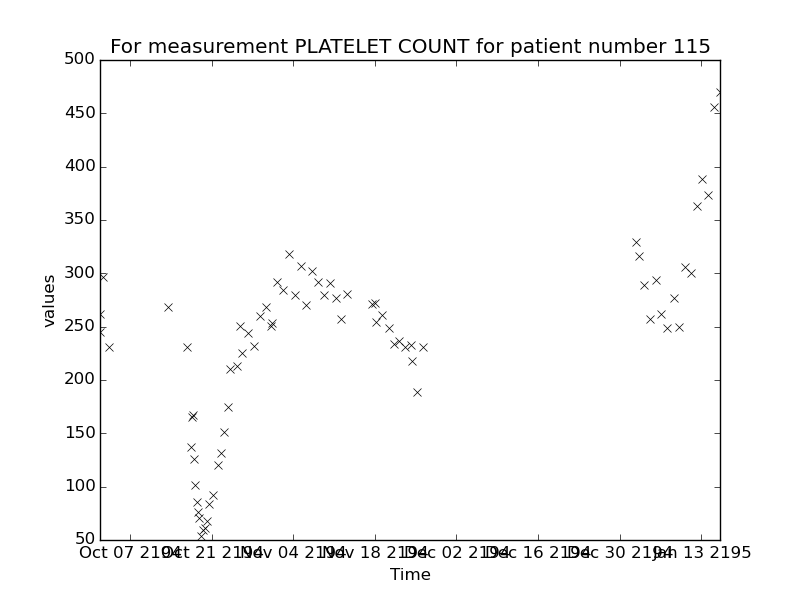 For measurement PLATELET COUNT for patient number 115
500
450
400
350
300
250
200
150
100
50
values
Oct 07 2194 Oct 21 2194 Nov 04 2194 Nov 18 2194 Dec 02 2194 Dec 16 2194 Dec 30 2194 Jan 13 2195
Time